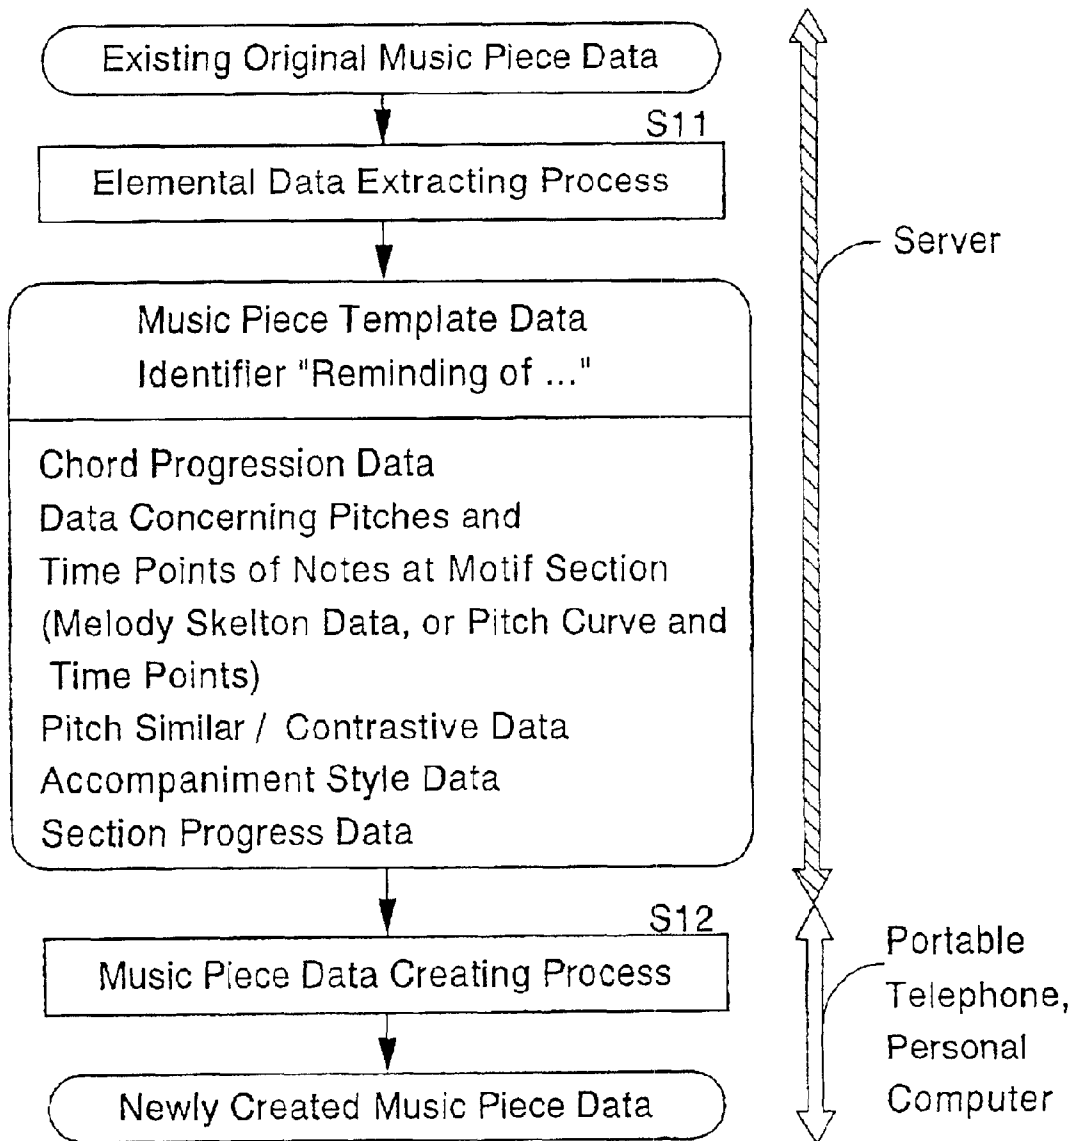 Existing Original Music Piece Data
S11
Elemental Data Extracting Process
Server
Music Piece Template Data
Identifier "Reminding of ..."
Chord Progression Data
Data Concerning Pitches and
Time Points of Notes at Motif Section
(Melody Skelton Data, or Pitch Curve and
Time Points)
Pitch Similar / Contrastive Data
Accompaniment Style Data
Section Progress Data
S12
Music Piece Data Creating Process
Newly Created Music Piece Data
Portable
Telephone,
Personal
Computer